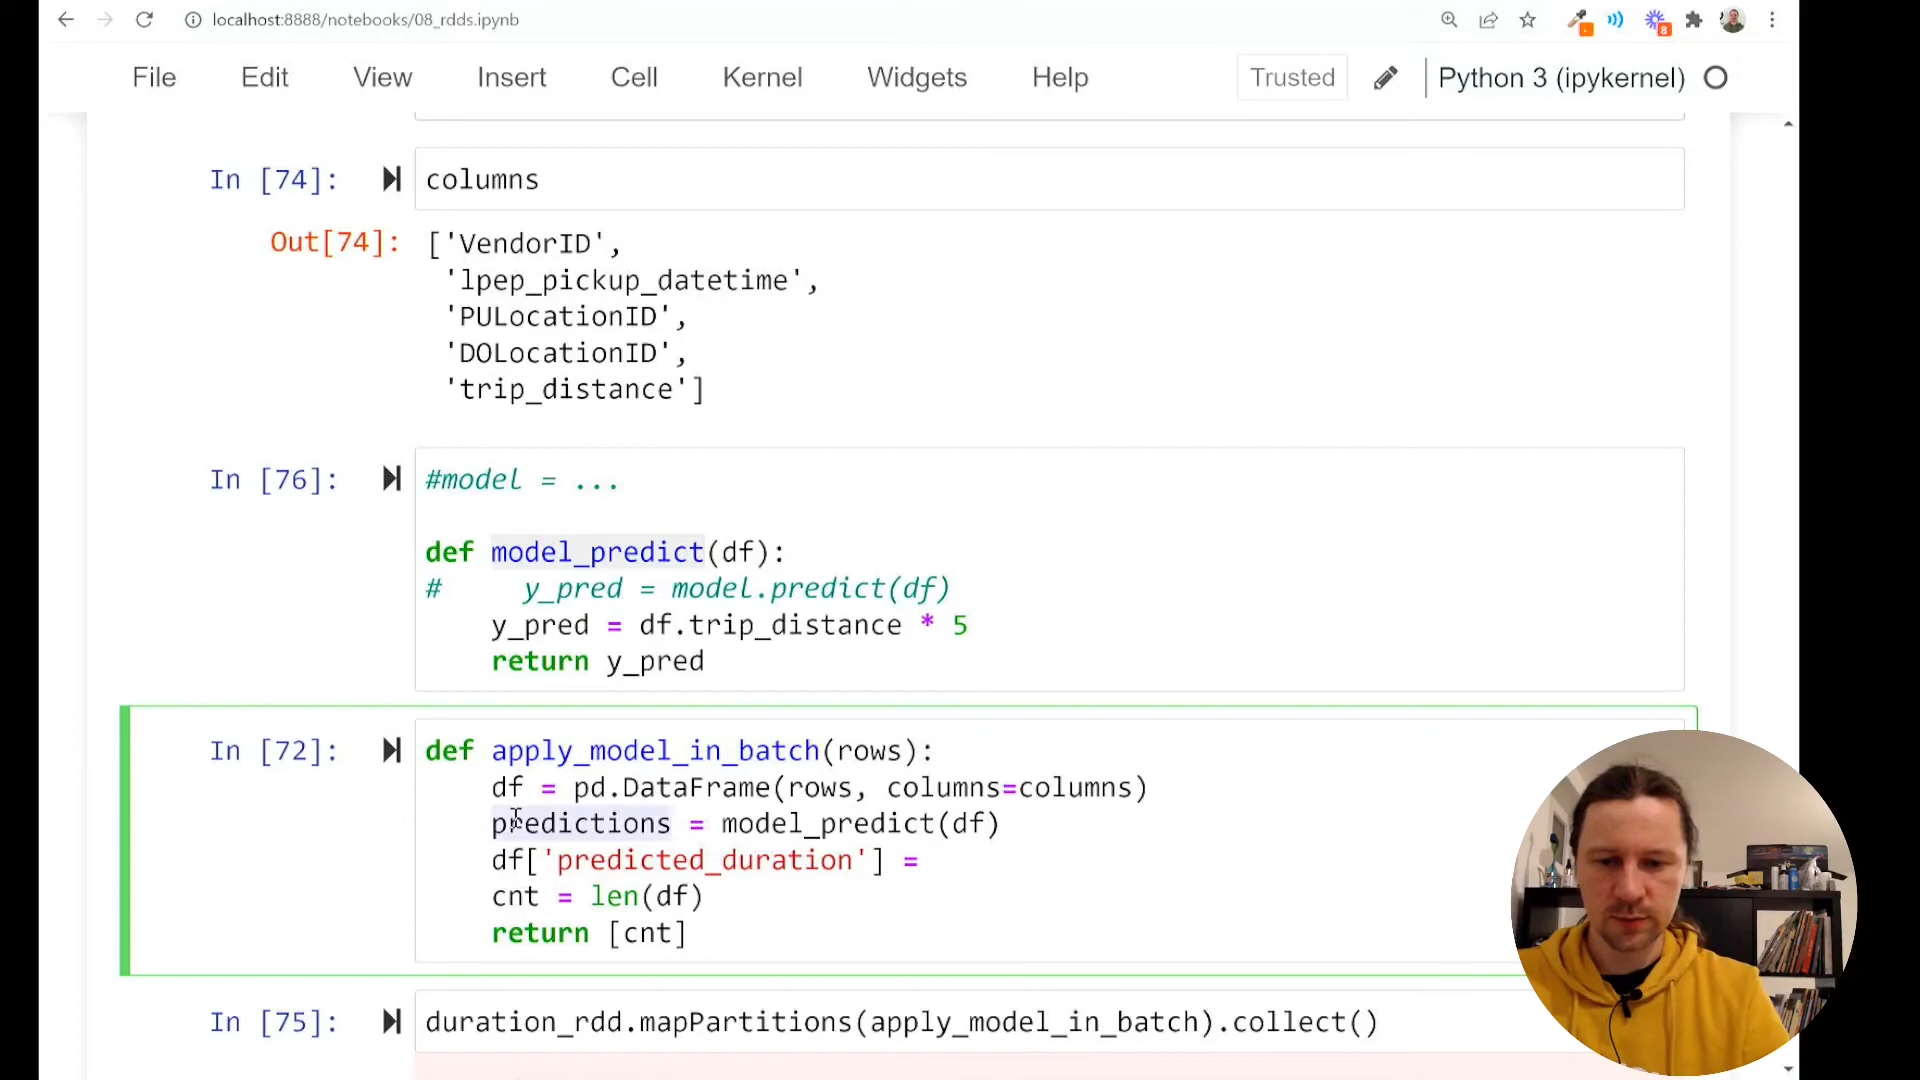 localhost:8888/notebooks/08_rdds.ipynb
8
File Edit View Insert Cell Kernel Widgets Help Trusted Python 3 (ipykernel)
In [74]: columns
Out[74]: ['VendorID',
'lpep_pickup_datetime',
'PULocationID',
'DOLocationID',
'trip_distance']
In [76]: #model = ...
def model_predict(df):
# y_pred = model.predict(df)
y_pred = df.trip_distance * 5
return y_pred
In [72]: def apply_model_in_batch(rows):
df = pd.DataFrame(rows, columns=columns)
predictions = model_predict(df)
df['predicted_duration'] =
cnt = len(df)
return [cnt]
In [75]: duration_rdd.mapPartitions(apply_model_in_batch).collect()